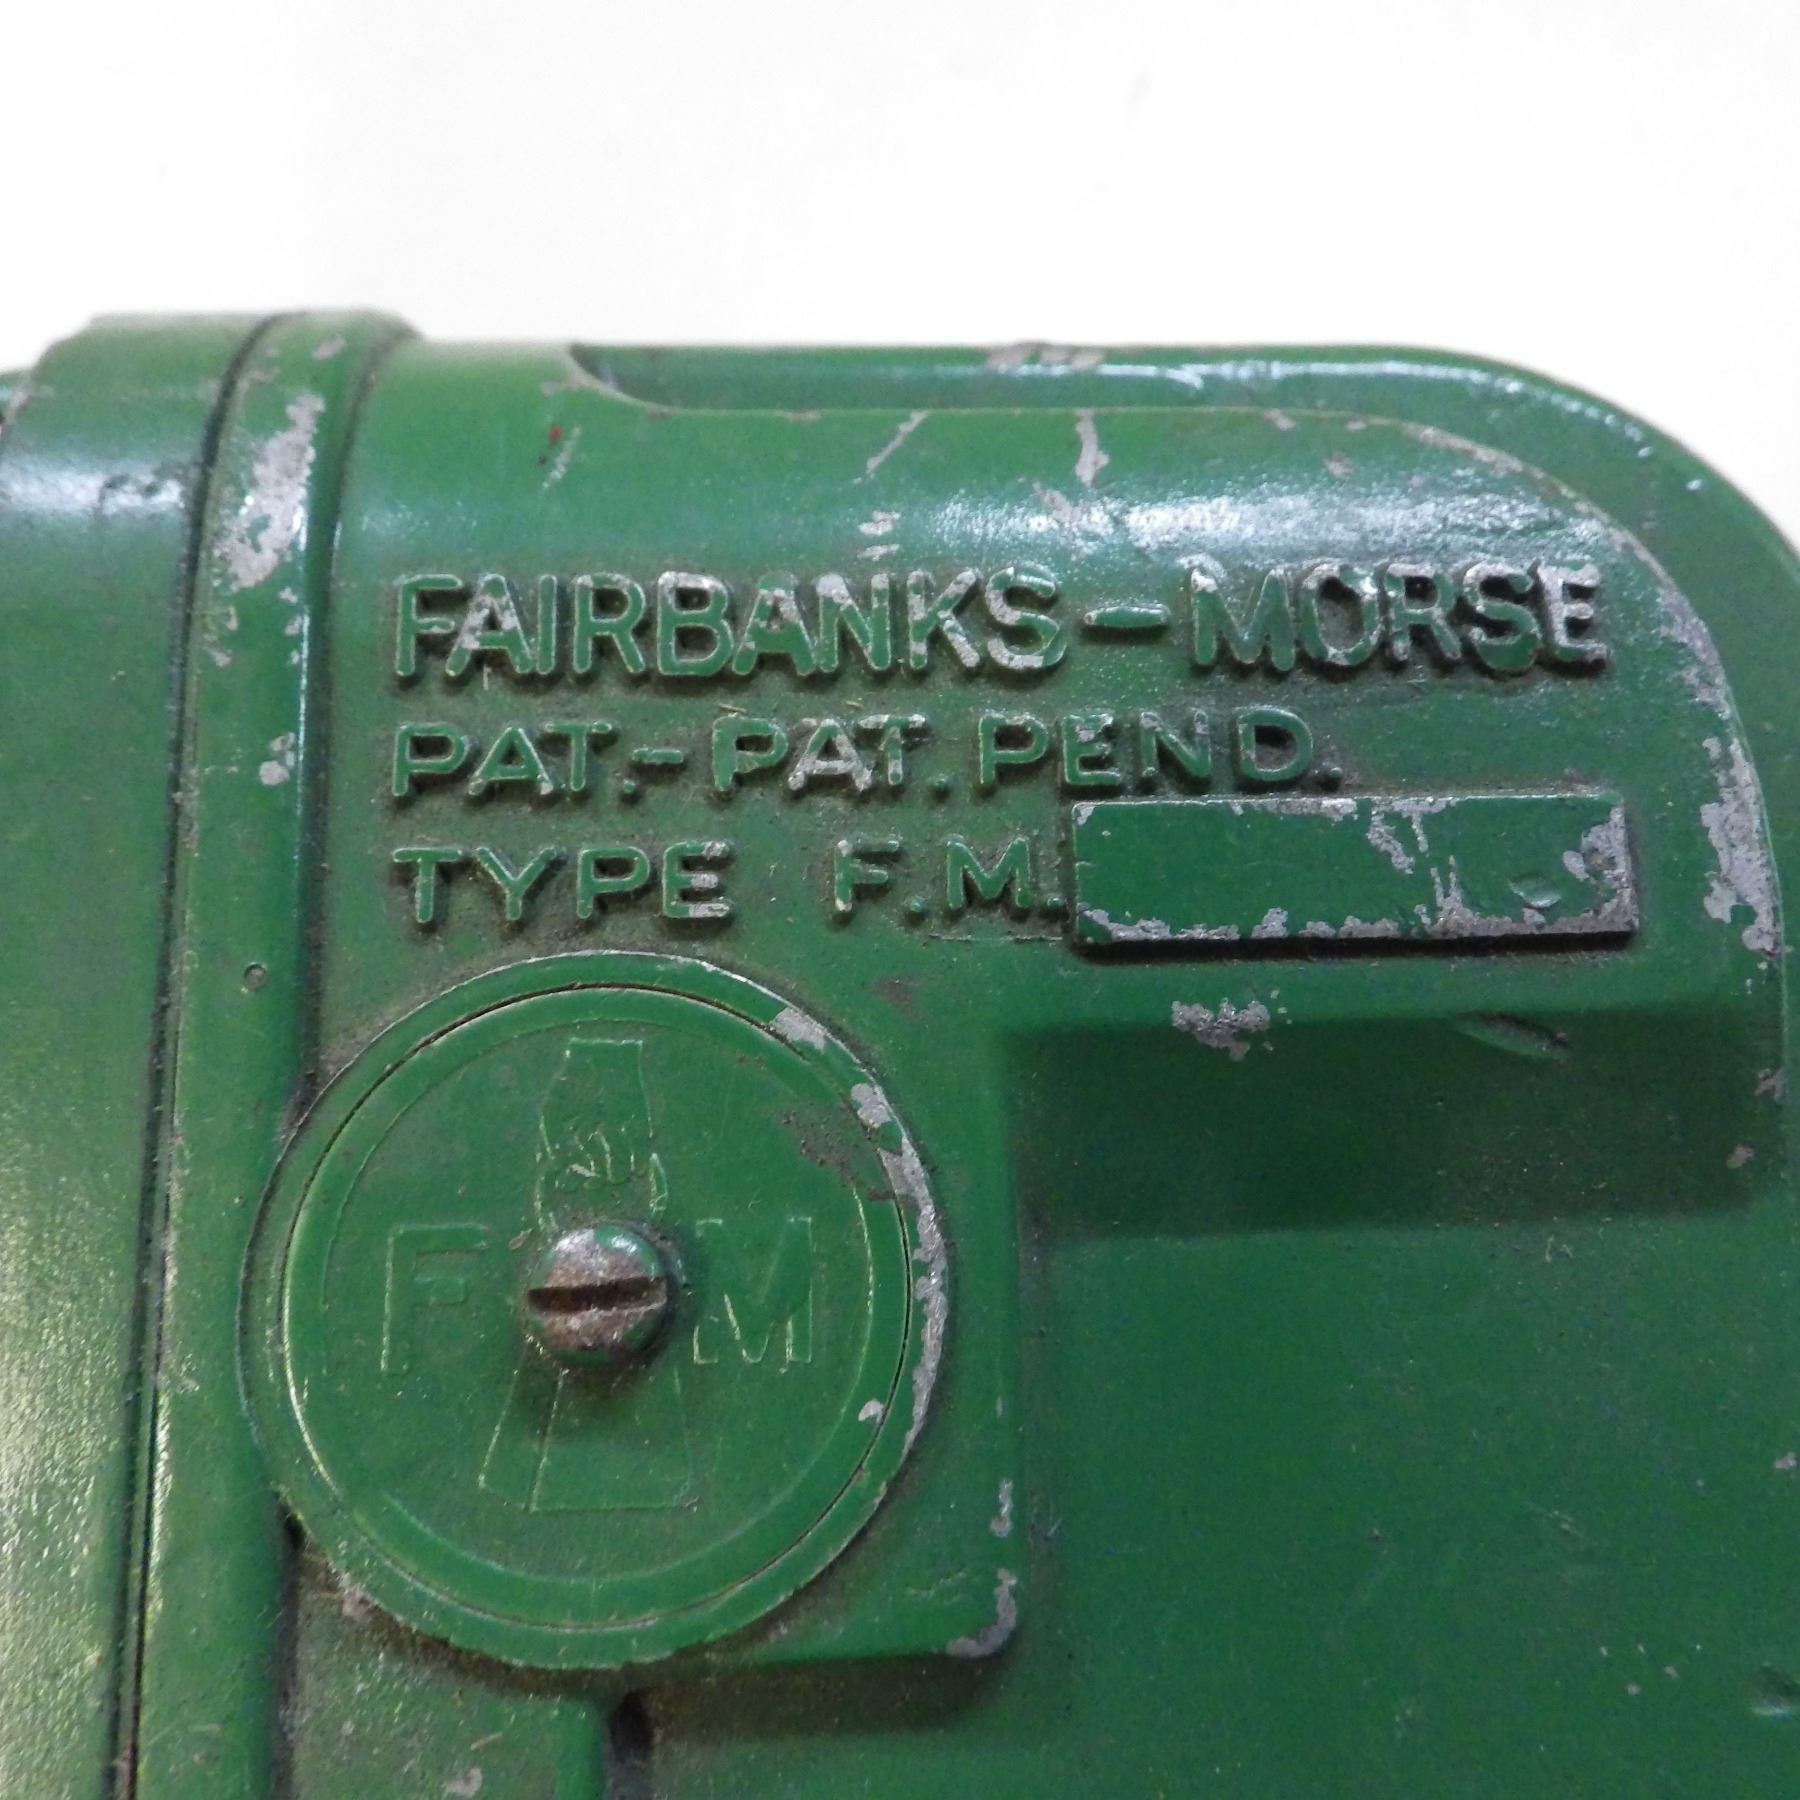 FAIRBANKS-MORSE
PAT.-PAT. PEND.
TYPE F.M.
F M